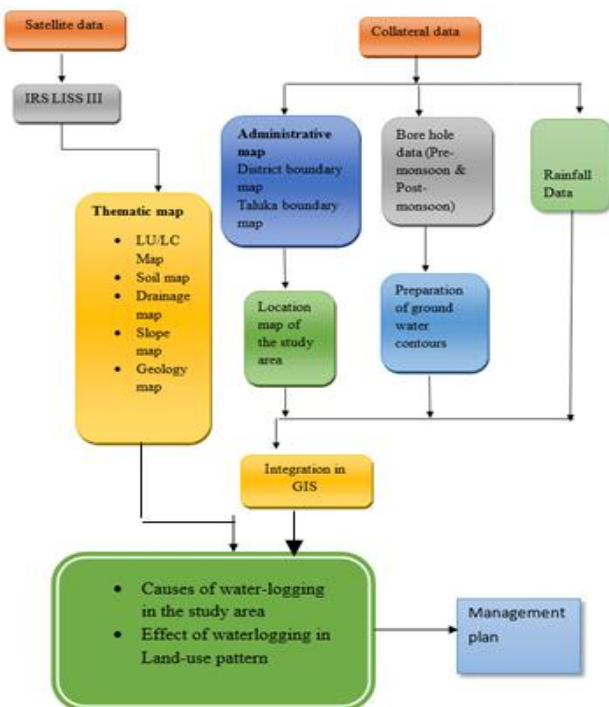 Satellite data
Collateral data
IRS LISS III
Administrative
map
District boundary
map
Taluka boundary
map
Bore hole
data (Pre-
monsoon &
Post-
monsoon)
Rainfall
Data
Thematic map
• LU/LC
Map
• Soil map
• Drainage
map
• Slope
map
• Geology
map
Location
map of
the study
area
Preparation
of ground
water
contours
Integration in
GIS
• Causes of water-logging
in the study area
• Effect of waterlogging in
Land-use pattern
Management
plan